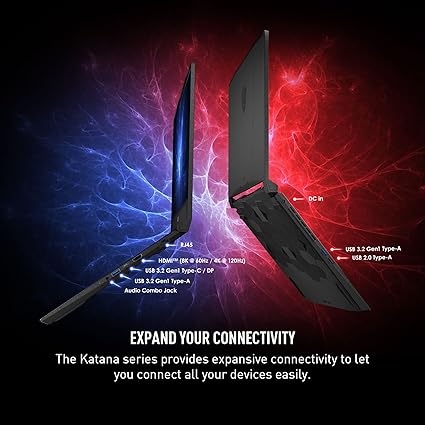 DC in
RJ45
HDMI™ (8K @ 60Hz / 4K @ 120Hz)
USB 3.2 Gen1 Type-C / DP
USB 3.2 Gen1 Type-A
Audio Combo Jack
USB 3.2 Gen1 Type-A
USB 2.0 Type-A
EXPAND YOUR CONNECTIVITY
The Katana series provides expansive connectivity to let
you connect all your devices easily.